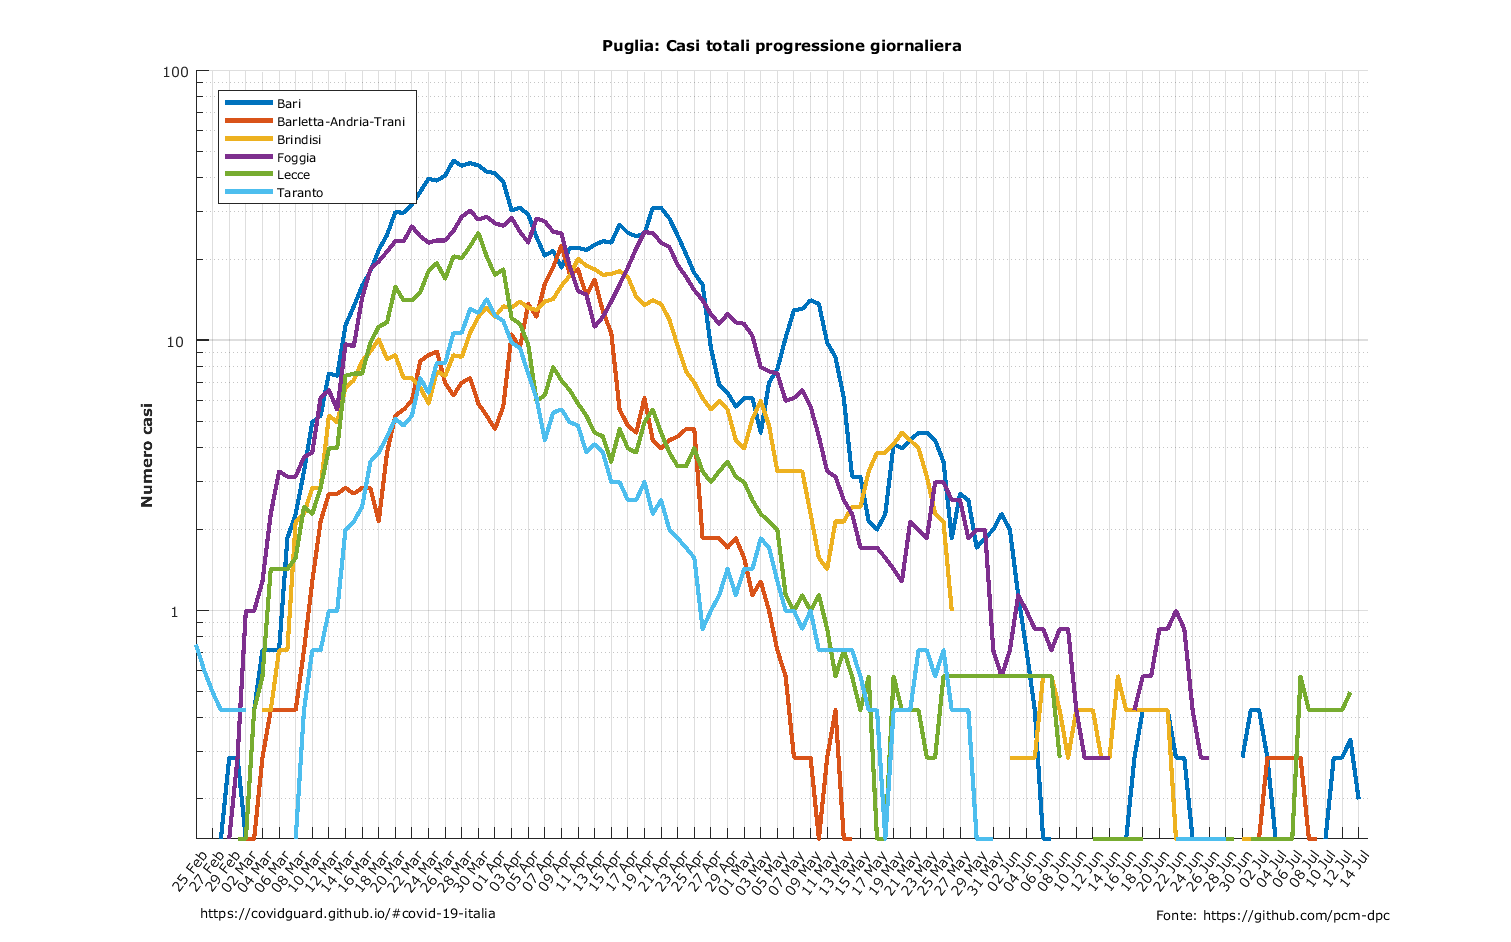 Puglia: Casi totali progressione giornaliera
100
10
1
Numero casi
Bari
Barletta-Andria-Trani
Brindisi
Foggia
Lecce
Taranto
25 Feb
27 Feb
29 Feb
02 Mar
04 Mar
06 Mar
08 Mar
10 Mar
12 Mar
14 Mar
16 Mar
18 Mar
20 Mar
22 Mar
24 Mar
26 Mar
28 Mar
30 Mar
01 Apr
03 Apr
05 Apr
07 Apr
09 Apr
11 Apr
13 Apr
15 Apr
17 Apr
19 Apr
21 Apr
23 Apr
25 Apr
27 Apr
29 Apr
01 May
03 May
05 May
07 May
09 May
11 May
13 May
15 May
17 May
19 May
21 May
23 May
25 May
27 May
29 May
31 May
02 Jun
04 Jun
06 Jun
08 Jun
10 Jun
12 Jun
14 Jun
16 Jun
18 Jun
20 Jun
22 Jun
24 Jun
26 Jun
28 Jun
30 Jun
02 Jul
04 Jul
06 Jul
08 Jul
10 Jul
12 Jul
14 Jul
https://covidguard.github.io/#covid-19-italia
Fonte: https://github.com/pcm-dpc